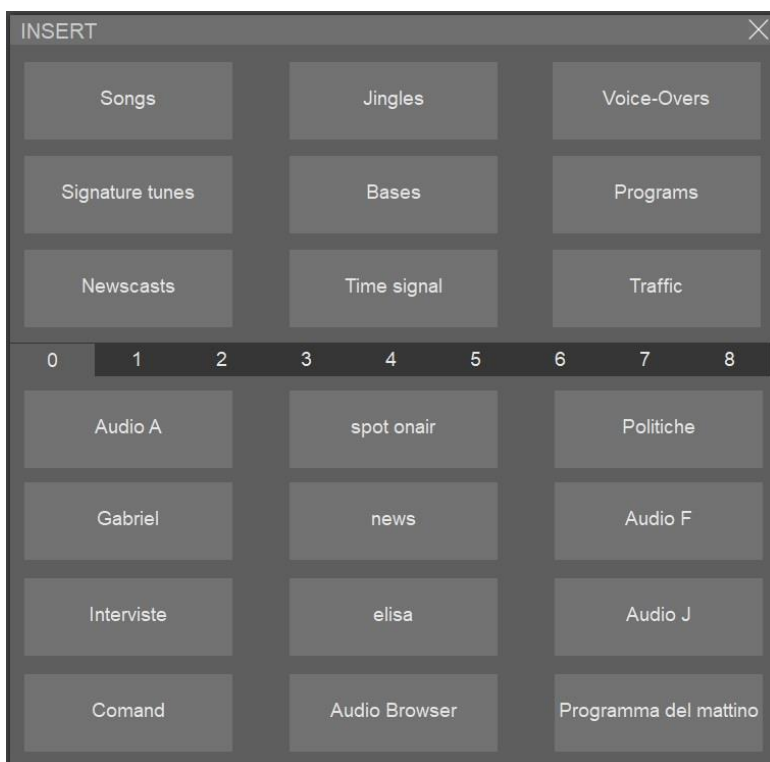 INSERT
Songs Jingles Voice-Overs
Signature tunes Bases Programs
Newscasts Time signal Traffic
0 1 2 3 4 5 6 7 8
Audio A spot onair Politiche
Gabriel news Audio F
Interviste elisa Audio J
Comand Audio Browser Programma del mattino